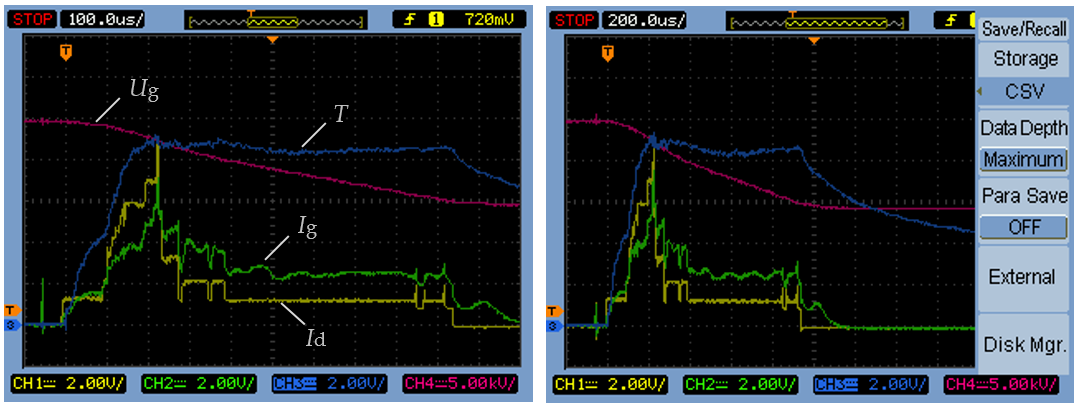 STOP 100.0us/ T ƒ 1 720mV
T
Ug
T
Ig
Id
T
3
CH1 2.00V/ CH2 2.00V/ CH3 2.00V/ CH4 5.00kV/
STOP 200.0us/ T ƒ
T
T
3
CH1 2.00V/ CH2 2.00V/ CH3 2.00V/ CH4 5.00kV/
Save/Recall
Storage
CSV
Data Depth
Maximum
Para Save
OFF
External
Disk Mgr.